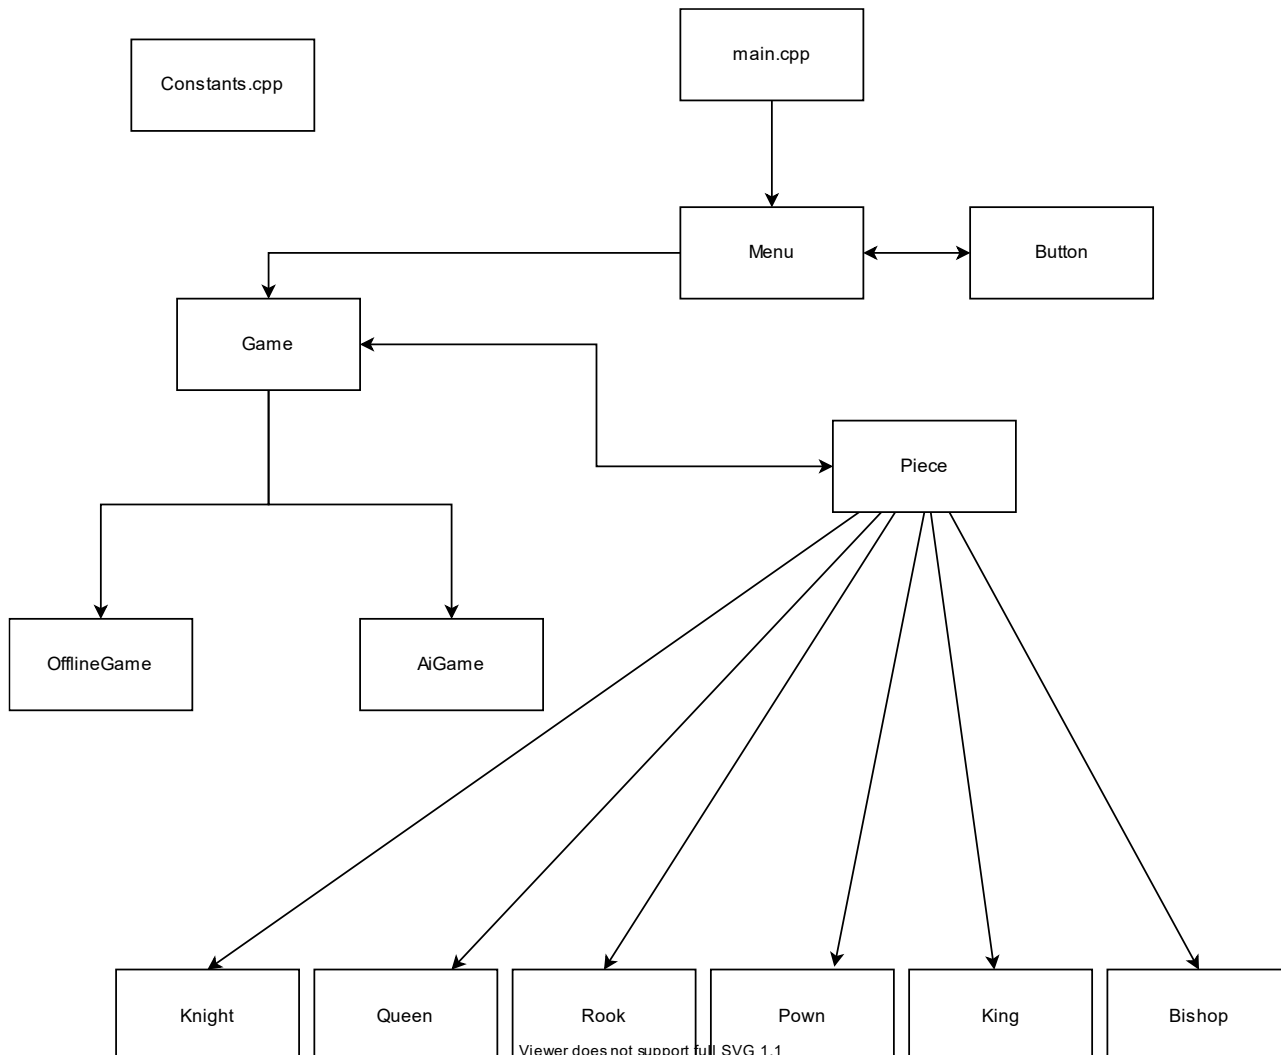 main.cpp
Constants.cpp
Menu
Button
Game
Piece
OfflineGame
AiGame
Knight
Queen
Rook
Pown
King
Bishop
Viewer does not support full SVG 1.1